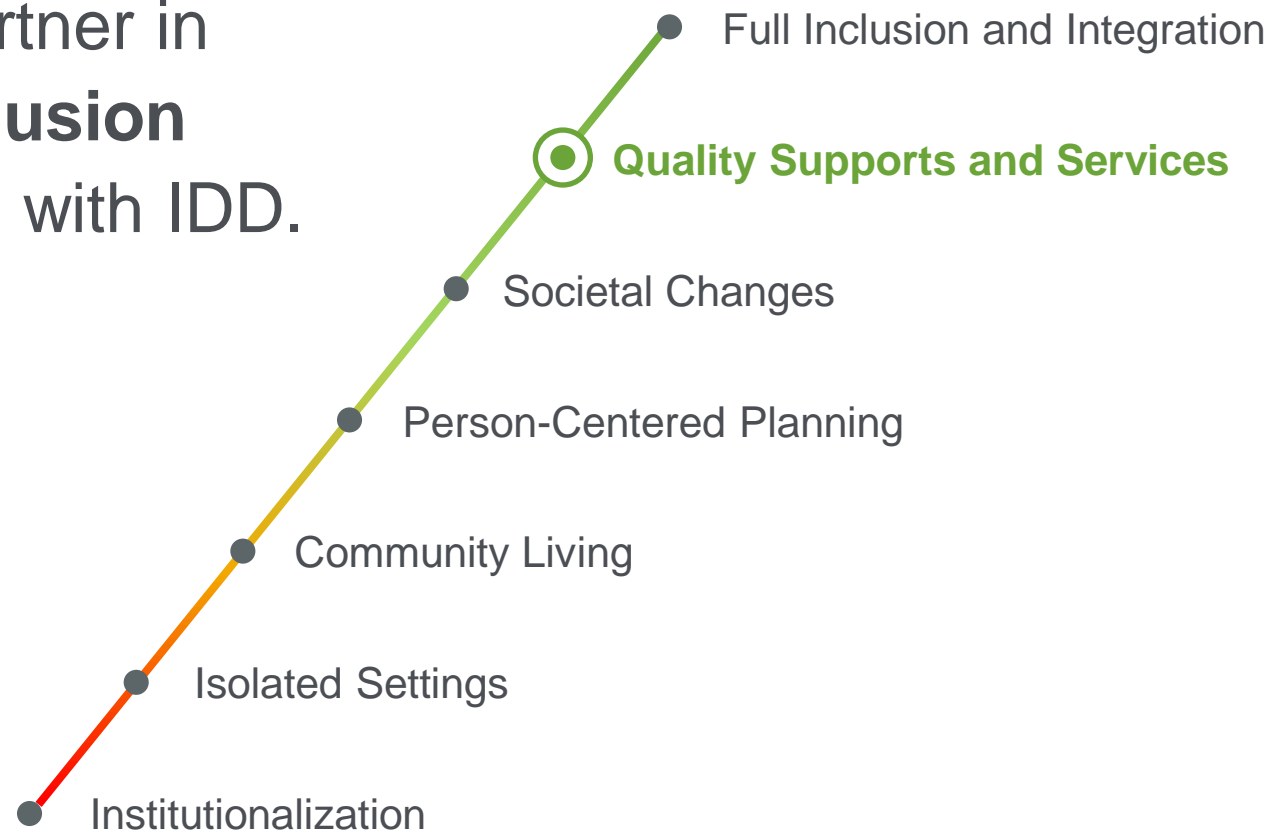 rtner in
lusion
with IDD.
Full Inclusion and Integration
Quality Supports and Services
Societal Changes
Person-Centered Planning
Community Living
Isolated Settings
Institutionalization